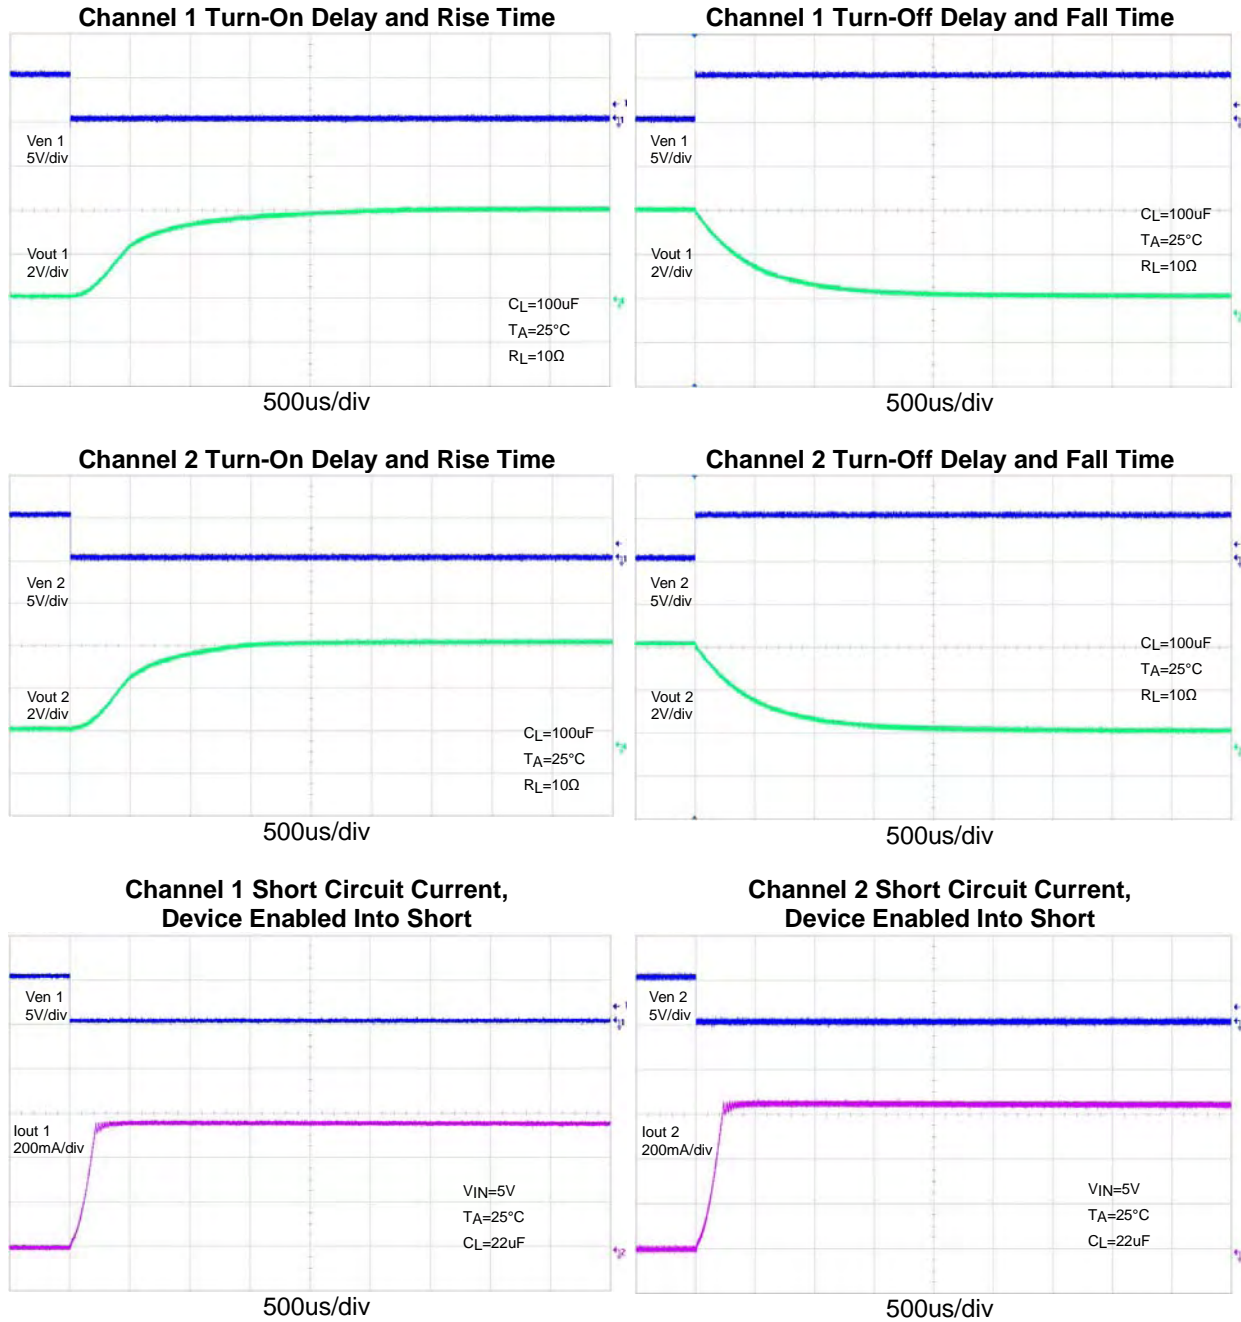 Channel 1 Turn-On Delay and Rise Time
Ven 1
5V/div
Vout 1
2V/div
CL=100uF
TA=25°C
RL=10Ω
500us/div
Channel 1 Turn-Off Delay and Fall Time
Ven 1
5V/div
Vout 1
2V/div
CL=100uF
TA=25°C
RL=10Ω
500us/div
Channel 2 Turn-On Delay and Rise Time
Ven 2
5V/div
Vout 2
2V/div
CL=100uF
TA=25°C
RL=10Ω
500us/div
Channel 2 Turn-Off Delay and Fall Time
Ven 2
5V/div
Vout 2
2V/div
CL=100uF
TA=25°C
RL=10Ω
500us/div
Channel 1 Short Circuit Current,
Device Enabled Into Short
Ven 1
5V/div
Iout 1
200mA/div
VIN=5V
TA=25°C
CL=22uF
500us/div
Channel 2 Short Circuit Current,
Device Enabled Into Short
Ven 2
5V/div
Iout 2
200mA/div
VIN=5V
TA=25°C
CL=22uF
500us/div